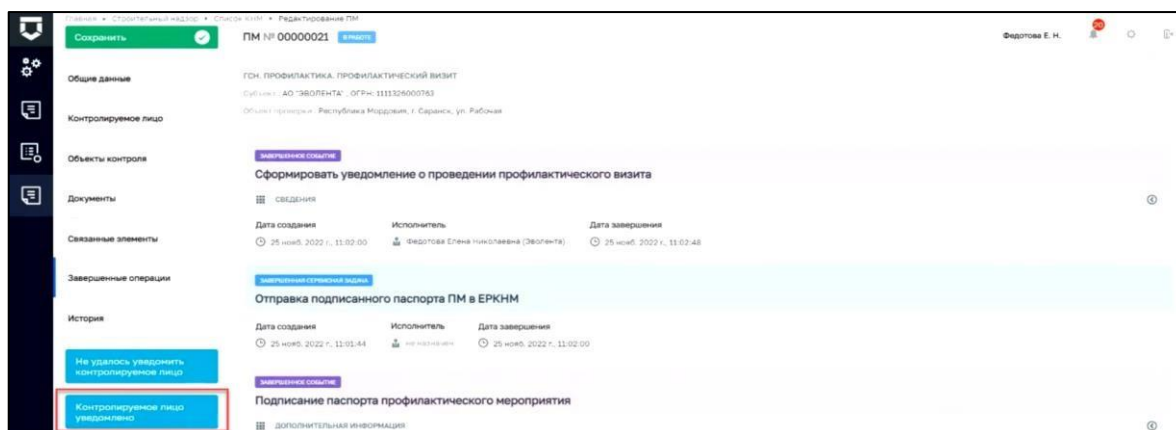 Главная • Строительный надзор • Список КНМ • Редактирование ПМ
Сохранить
ПМ № 00000021 В РАБОТЕ
Федотова Е. Н.
20
Общие данные
Контролируемое лицо
Объекты контроля
Документы
Связанные элементы
Завершенные операции
История
Не удалось уведомить
контролируемое лицо
Контролируемое лицо
уведомлено
ГСН. ПРОФИЛАКТИКА. ПРОФИЛАКТИЧЕСКИЙ ВИЗИТ
Субъект: АО "ЭВОЛЕНТА", ОГРН: 1111326000763
Объект проверки: Республика Мордовия, г. Саранск, ул. Рабочая
ЗАВЕРШЕННОЕ СОБЫТИЕ
Сформировать уведомление о проведении профилактического визита
СВЕДЕНИЯ
Дата создания Исполнитель Дата завершения
25 нояб. 2022 г., 11:02:00 Федотова Елена Николаевна (Эволента) 25 нояб. 2022 г., 11:02:48
ЗАВЕРШЕННАЯ СЕРВИСНАЯ ЗАДАЧА
Отправка подписанного паспорта ПМ в ЕРКНМ
Дата создания Исполнитель Дата завершения
25 нояб. 2022 г., 11:01:44 не назначен 25 нояб. 2022 г., 11:02:00
ЗАВЕРШЕННОЕ СОБЫТИЕ
Подписание паспорта профилактического мероприятия
ДОПОЛНИТЕЛЬНАЯ ИНФОРМАЦИЯ